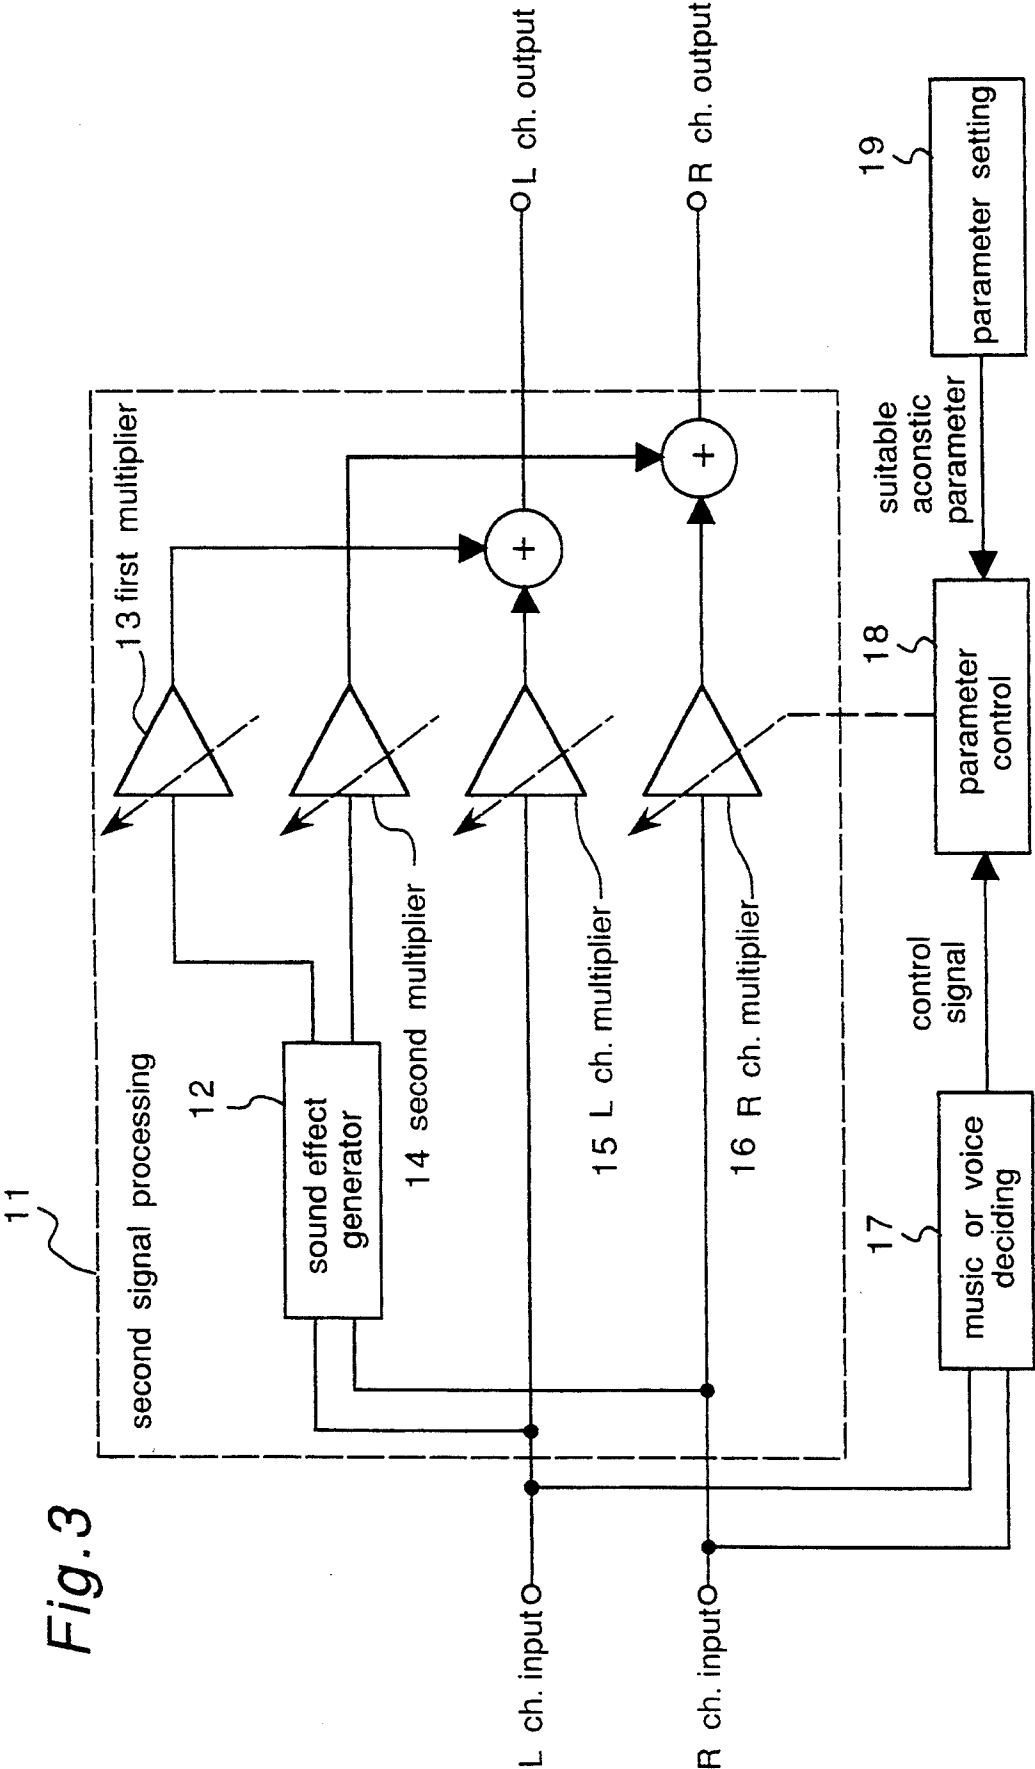 Fig.3
11
second signal processing
12
sound effect
generator
13 first multiplier
14 second multiplier
15 L ch. multiplier
16 R ch. multiplier
+
+
L ch. input
R ch. input
L ch. output
R ch. output
17
music or voice
deciding
control
signal
18
parameter
control
suitable
aconstic
parameter
19
parameter setting